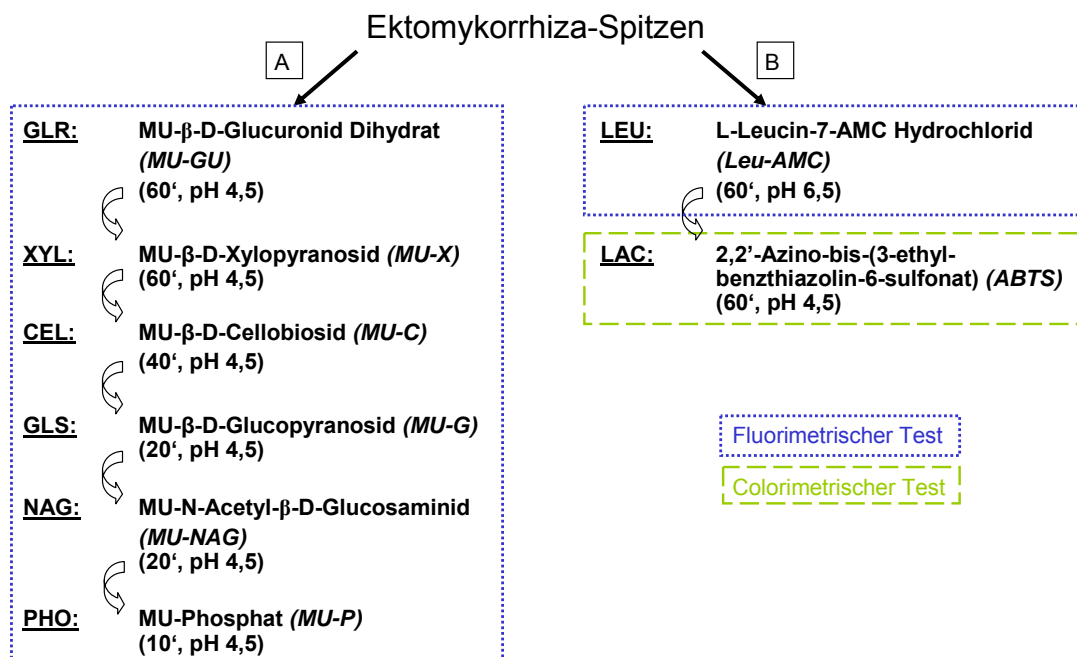 Ektomykorrhiza-Spitzen
A
GLR: MU-β-D-Glucuronid Dihydrat
(MU-GU)
(60‘, pH 4,5)
XYL: MU-β-D-Xylopyranosid (MU-X)
(60‘, pH 4,5)
CEL: MU-β-D-Cellobiosid (MU-C)
(40‘, pH 4,5)
GLS: MU-β-D-Glucopyranosid (MU-G)
(20‘, pH 4,5)
NAG: MU-N-Acetyl-β-D-Glucosaminid
(MU-NAG)
(20‘, pH 4,5)
PHO: MU-Phosphat (MU-P)
(10‘, pH 4,5)
B
LEU: L-Leucin-7-AMC Hydrochlorid
(Leu-AMC)
(60‘, pH 6,5)
LAC: 2,2’-Azino-bis-(3-ethyl-
benzthiazolin-6-sulfonat) (ABTS)
(60‘, pH 4,5)
Fluorimetrischer Test
Colorimetrischer Test